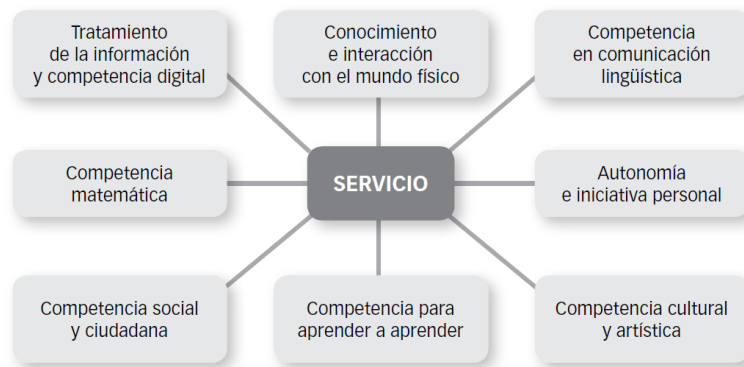 Tratamiento
de la información
y competencia digital
Conocimiento
e interacción
con el mundo físico
Competencia
en comunicación
lingüística
Competencia
matemática
SERVICIO
Autonomía
e iniciativa personal
Competencia social
y ciudadana
Competencia para
aprender a aprender
Competencia cultural
y artística